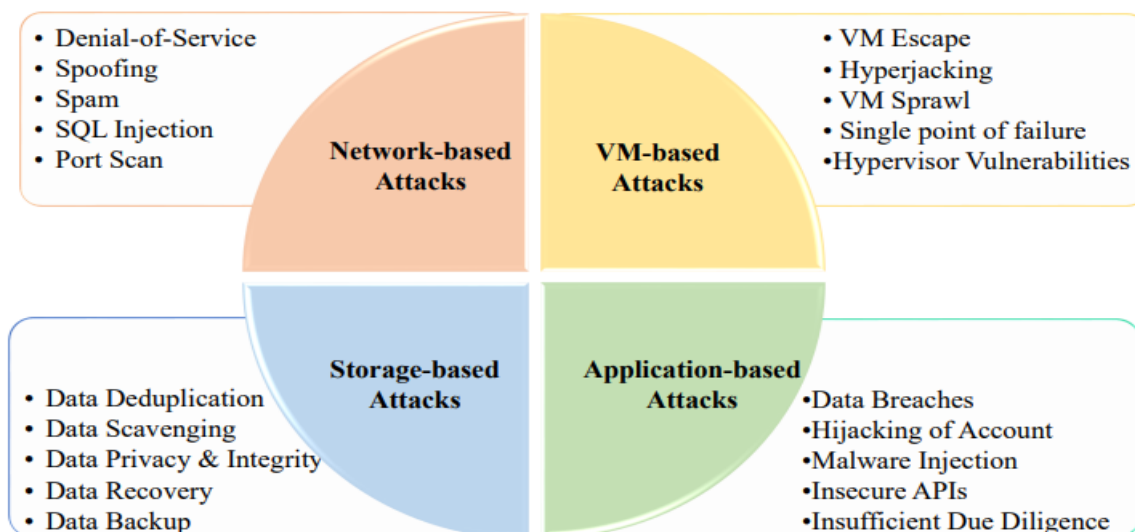 • Denial-of-Service
• Spoofing
• Spam
• SQL Injection
• Port Scan
Network-based
Attacks
• VM Escape
• Hyperjacking
• VM Sprawl
• Single point of failure
•Hypervisor Vulnerabilities
VM-based
Attacks
Storage-based
Attacks
• Data Deduplication
• Data Scavenging
• Data Privacy & Integrity
• Data Recovery
• Data Backup
Application-based
Attacks
•Data Breaches
•Hijacking of Account
•Malware Injection
•Insecure APIs
•Insufficient Due Diligence